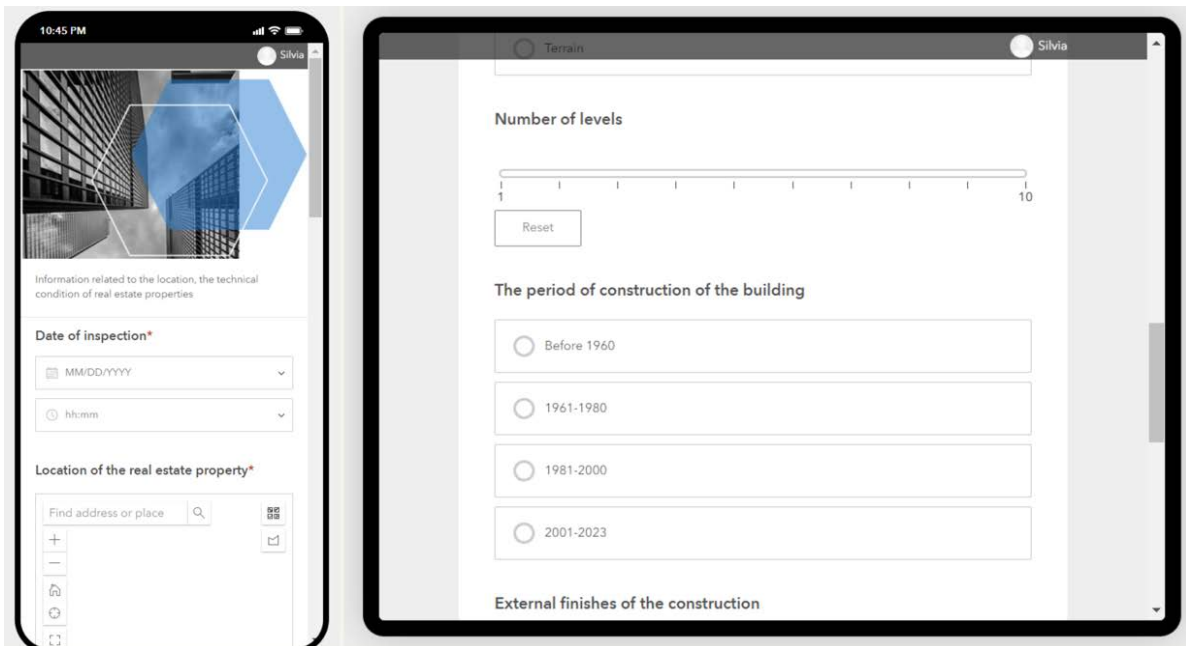 10:45 PM
Silvia
Information related to the location, the technical
condition of real estate properties
Date of inspection*
MM/DD/YYYY
hh:mm
Location of the real estate property*
Find address or place
Terrain
Silvia
Number of levels
1
10
Reset
The period of construction of the building
Before 1960
1961-1980
1981-2000
2001-2023
External finishes of the construction